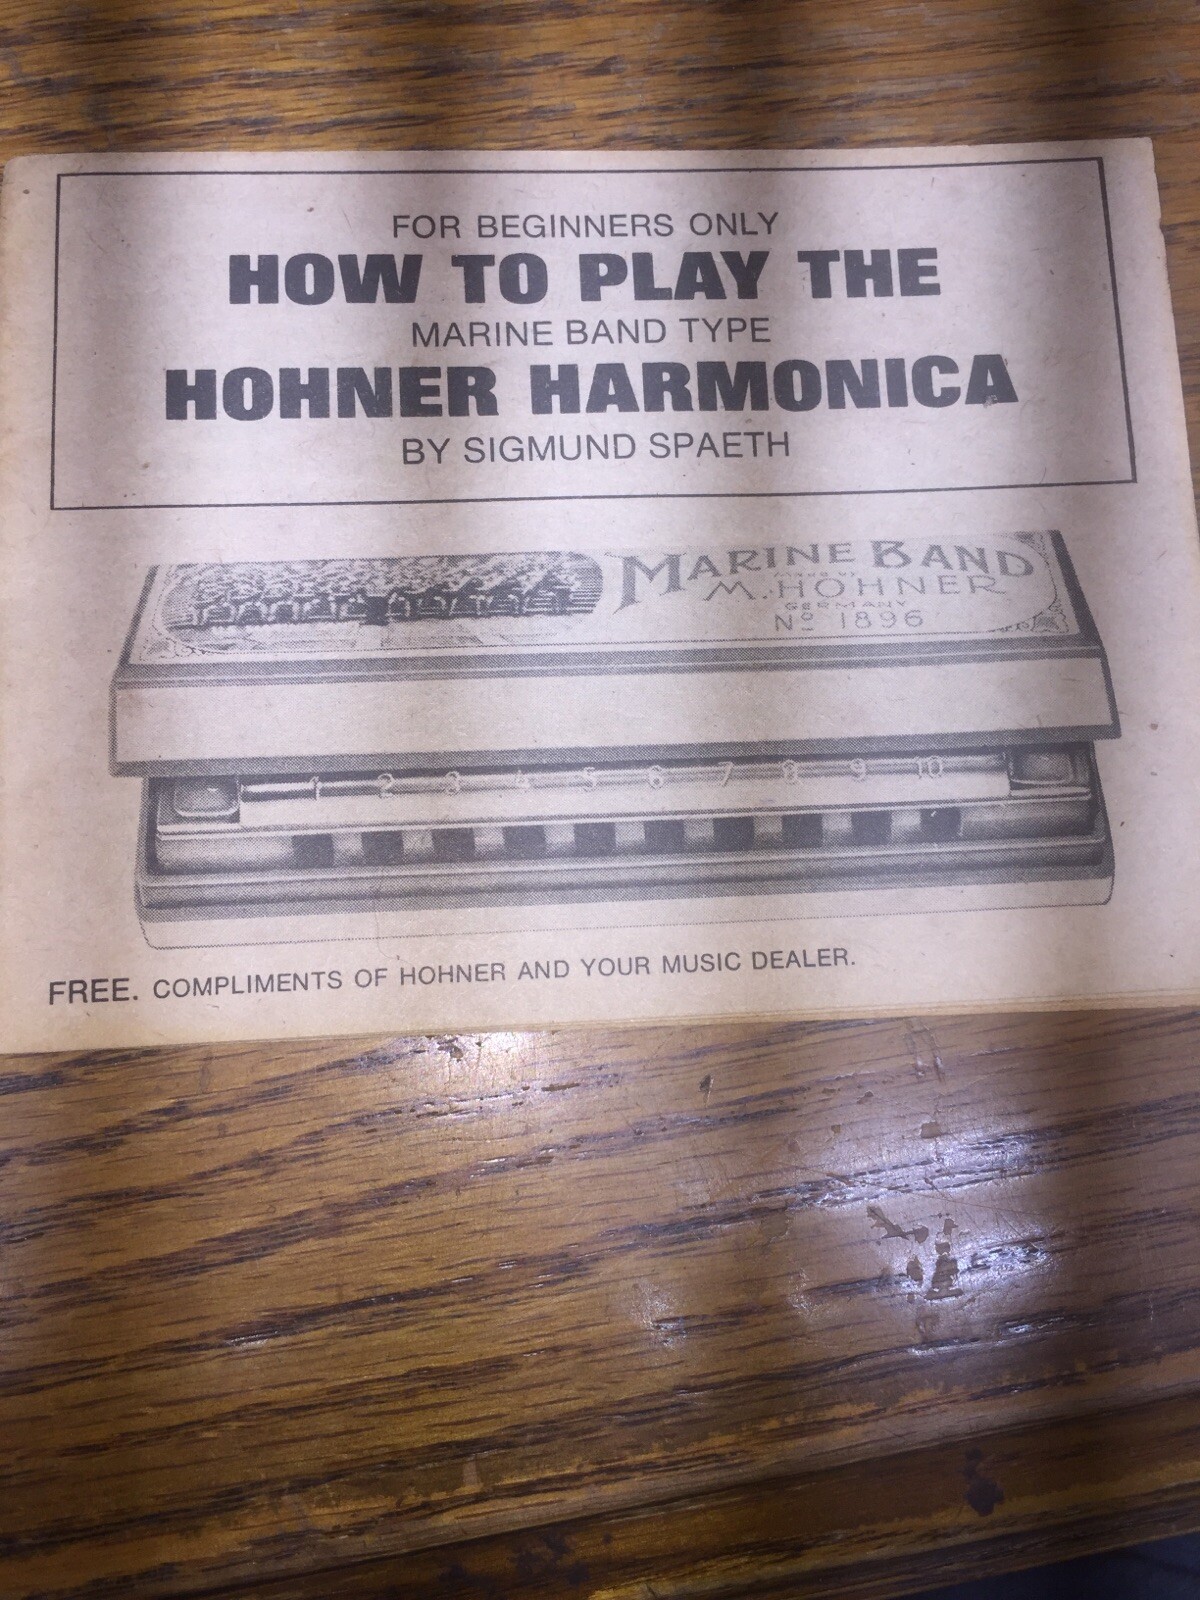 FOR BEGINNERS ONLY
HOW TO PLAY THE
MARINE BAND TYPE
HOHNER HARMONICA
BY SIGMUND SPAETH
MARINE BAND
MADE BY
M. HOHNER
GERMANY
Nº 1896
1 2 3 4 5 6 7 8 9 10
FREE. COMPLIMENTS OF HOHNER AND YOUR MUSIC DEALER.